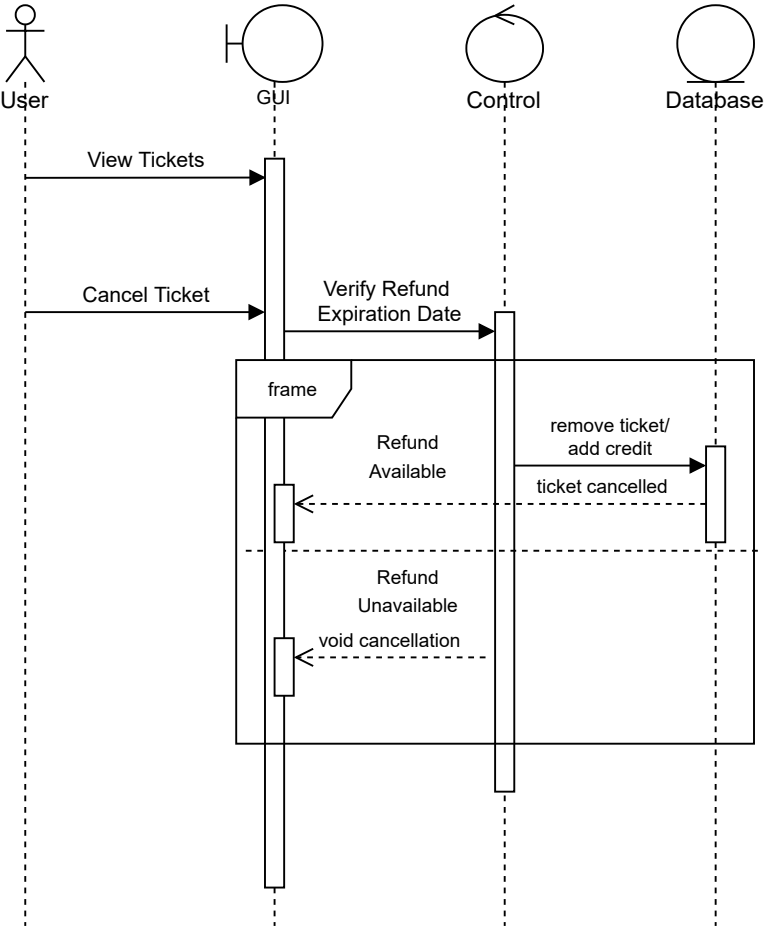 User
GUI
Control
Database
View Tickets
Cancel Ticket
Verify Refund
Expiration Date
frame
remove ticket/
add credit
Refund
Available
ticket cancelled
Refund
Unavailable
void cancellation